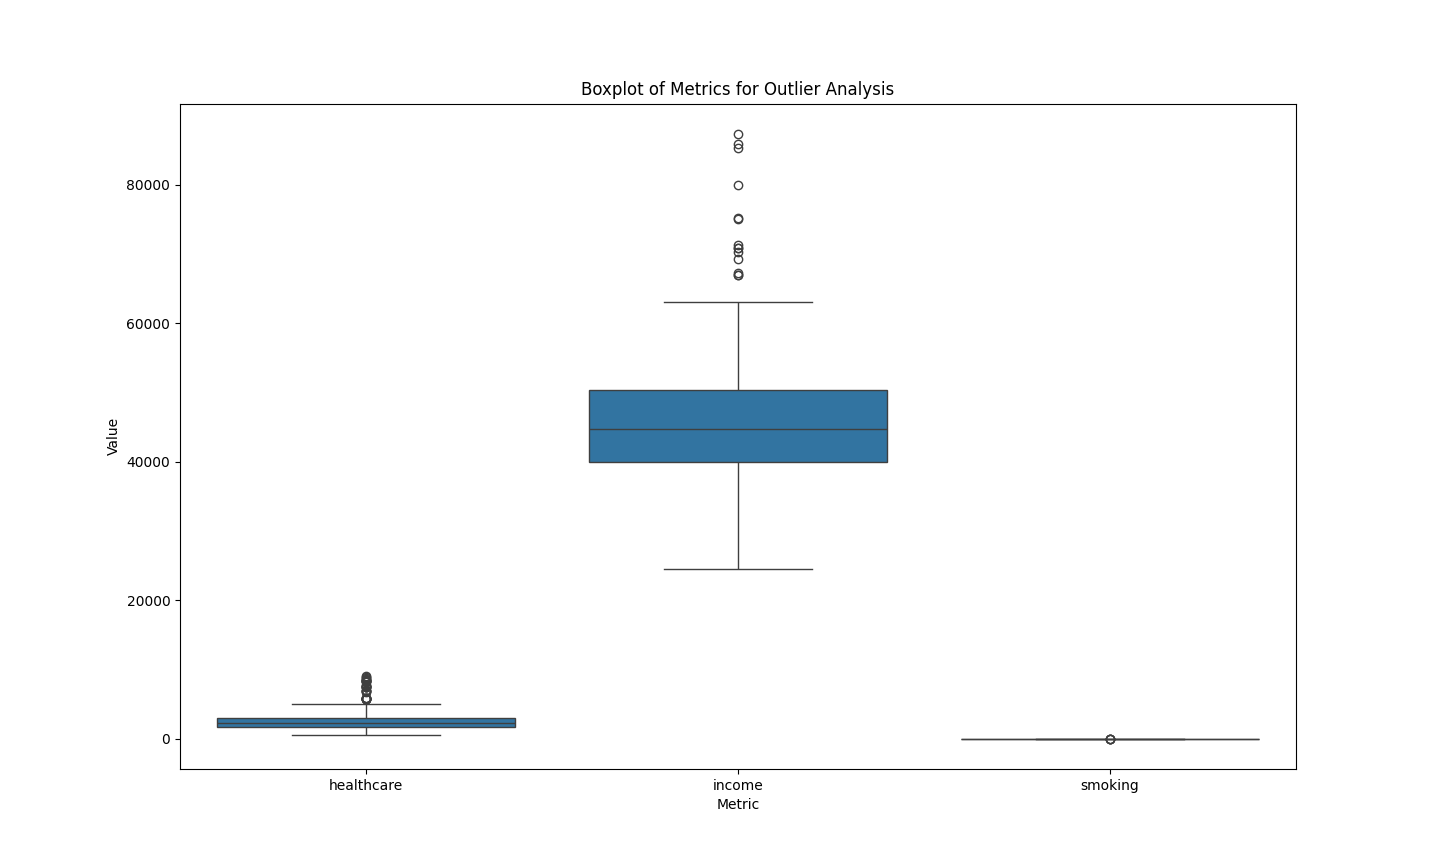 Boxplot of Metrics for Outlier Analysis
80000
60000
40000
20000
0
Value
healthcare income smoking
Metric